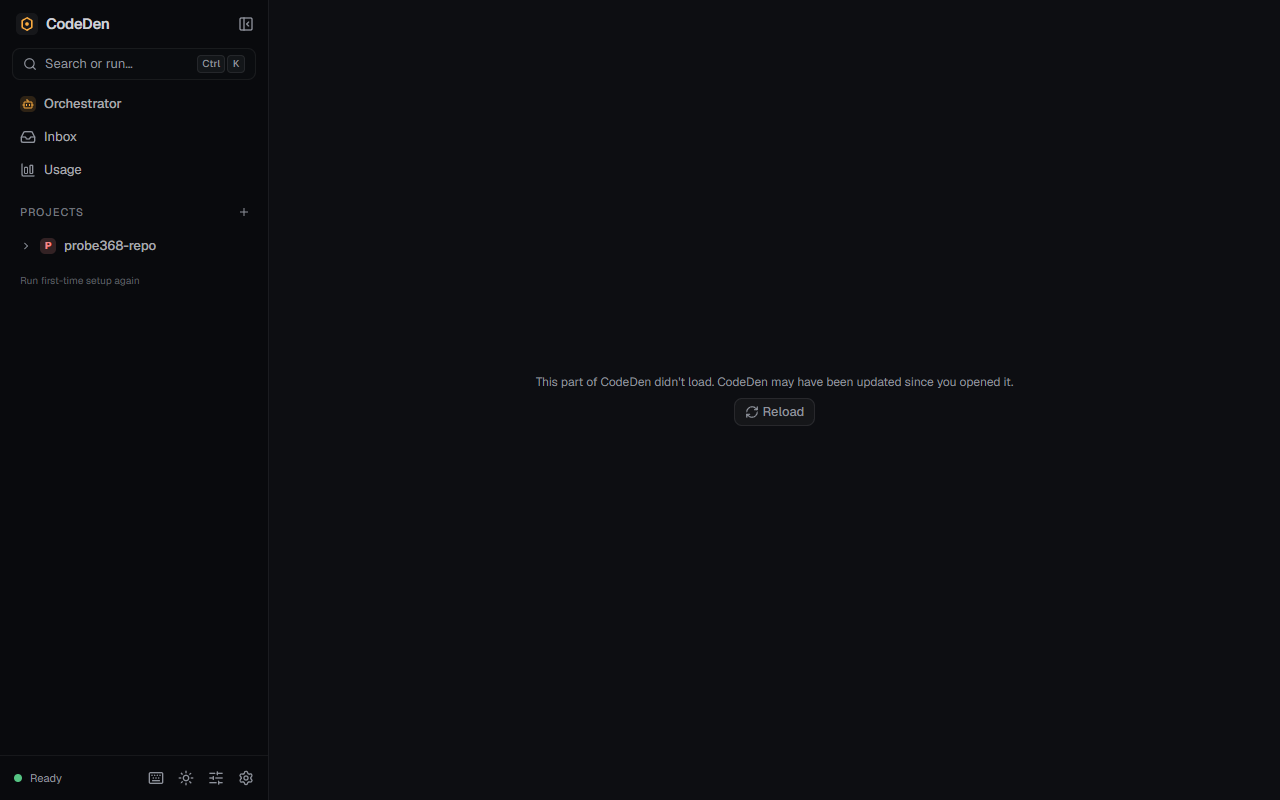 CodeDen
Search or run… Ctrl K
Orchestrator
Inbox
Usage
PROJECTS
P probe368-repo
Run first-time setup again
This part of CodeDen didn't load. CodeDen may have been updated since you opened it.
Reload
Ready